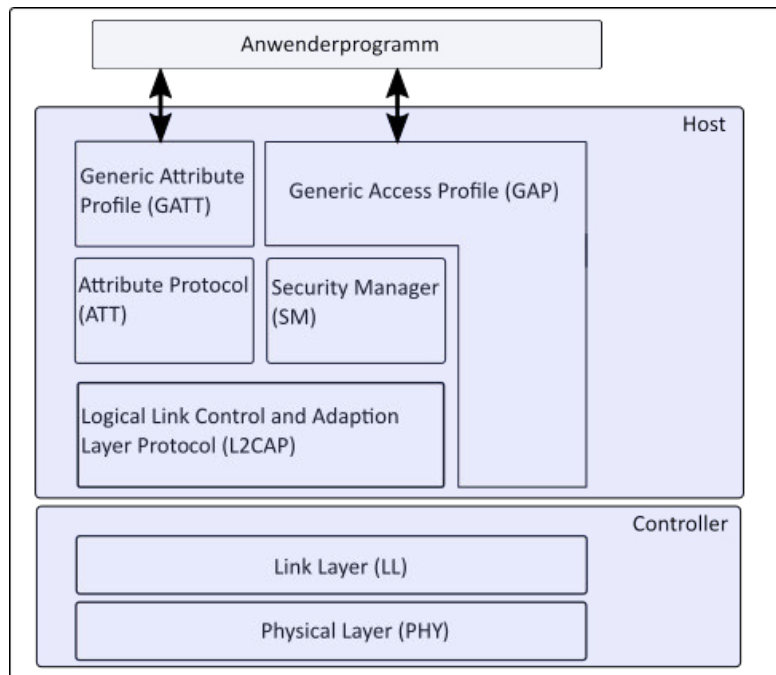 Anwenderprogramm
Host
Generic Attribute
Profile (GATT)
Generic Access Profile (GAP)
Attribute Protocol
(ATT)
Security Manager
(SM)
Logical Link Control and Adaption
Layer Protocol (L2CAP)
Controller
Link Layer (LL)
Physical Layer (PHY)